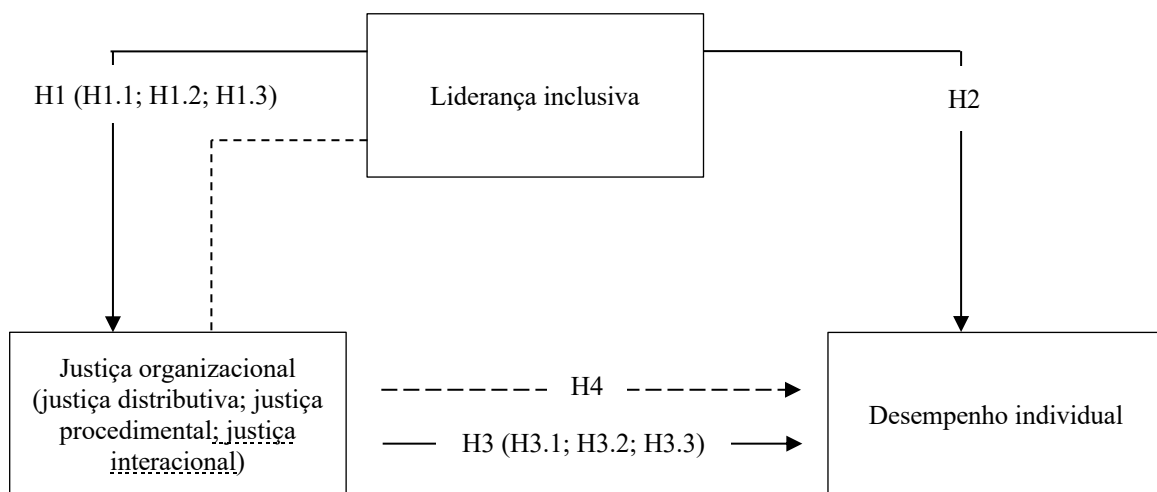 Liderança inclusiva
H1 (H1.1; H1.2; H1.3)
H2
Justiça organizacional
(justiça distributiva; justiça
procedimental; justiça
interacional)
H4
H3 (H3.1; H3.2; H3.3)
Desempenho individual